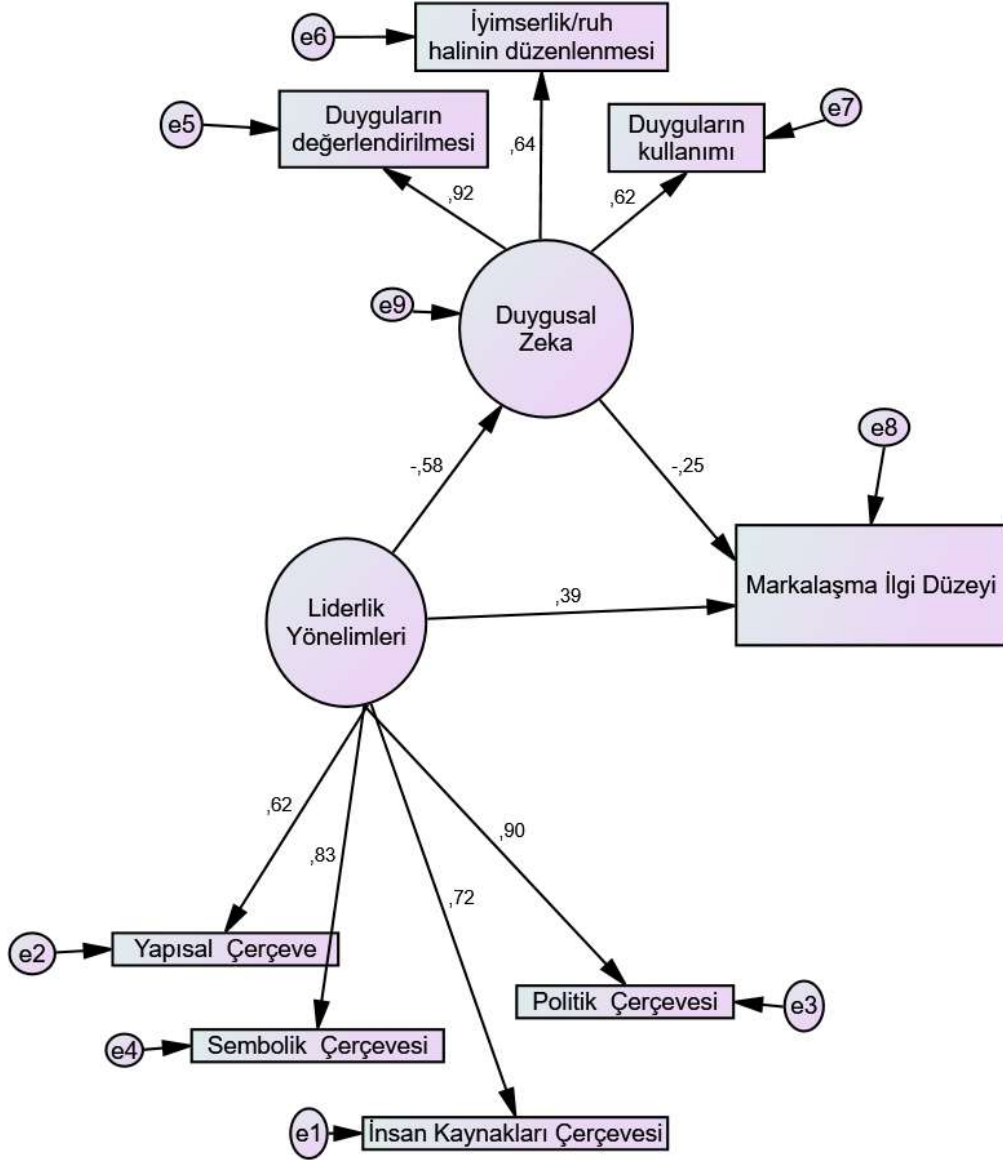 e6
İyimserlik/ruh
halinin düzenlenmesi
e5
Duyguların
değerlendirilmesi
Duyguların
kullanımı
e7
,64
,92
,62
e9
Duygusal
Zeka
e8
-,58
-,25
Liderlik
Yönelimleri
,39
Markalaşma İlgi Düzeyi
,62
,83
,90
,72
e2
Yapısal Çerçeve
Politik Çerçevesi
e3
e4
Sembolik Çerçevesi
e1
İnsan Kaynakları Çerçevesi